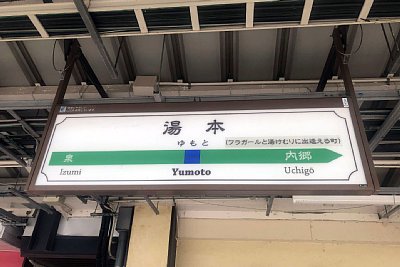 湯本
ゆもと
(フラガールと湯けむりに出逢える町)
泉 内郷
Izumi Yumoto Uchigō